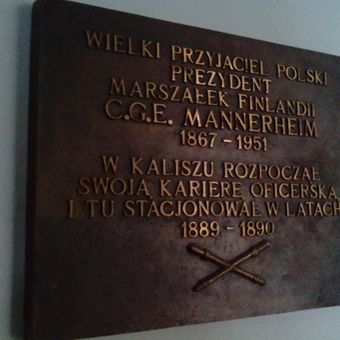 WIELKI PRZYJACIEL POLSKI
PREZYDENT
MARSZAŁEK FINLANDII
C.G.E. MANNERHEIM
1867 - 1951
W KALISZU ROZPOCZĄŁ
SWOJĄ KARIERĘ OFICERSKĄ
I TU STACJONOWAŁ W LATACH
1889 - 1890